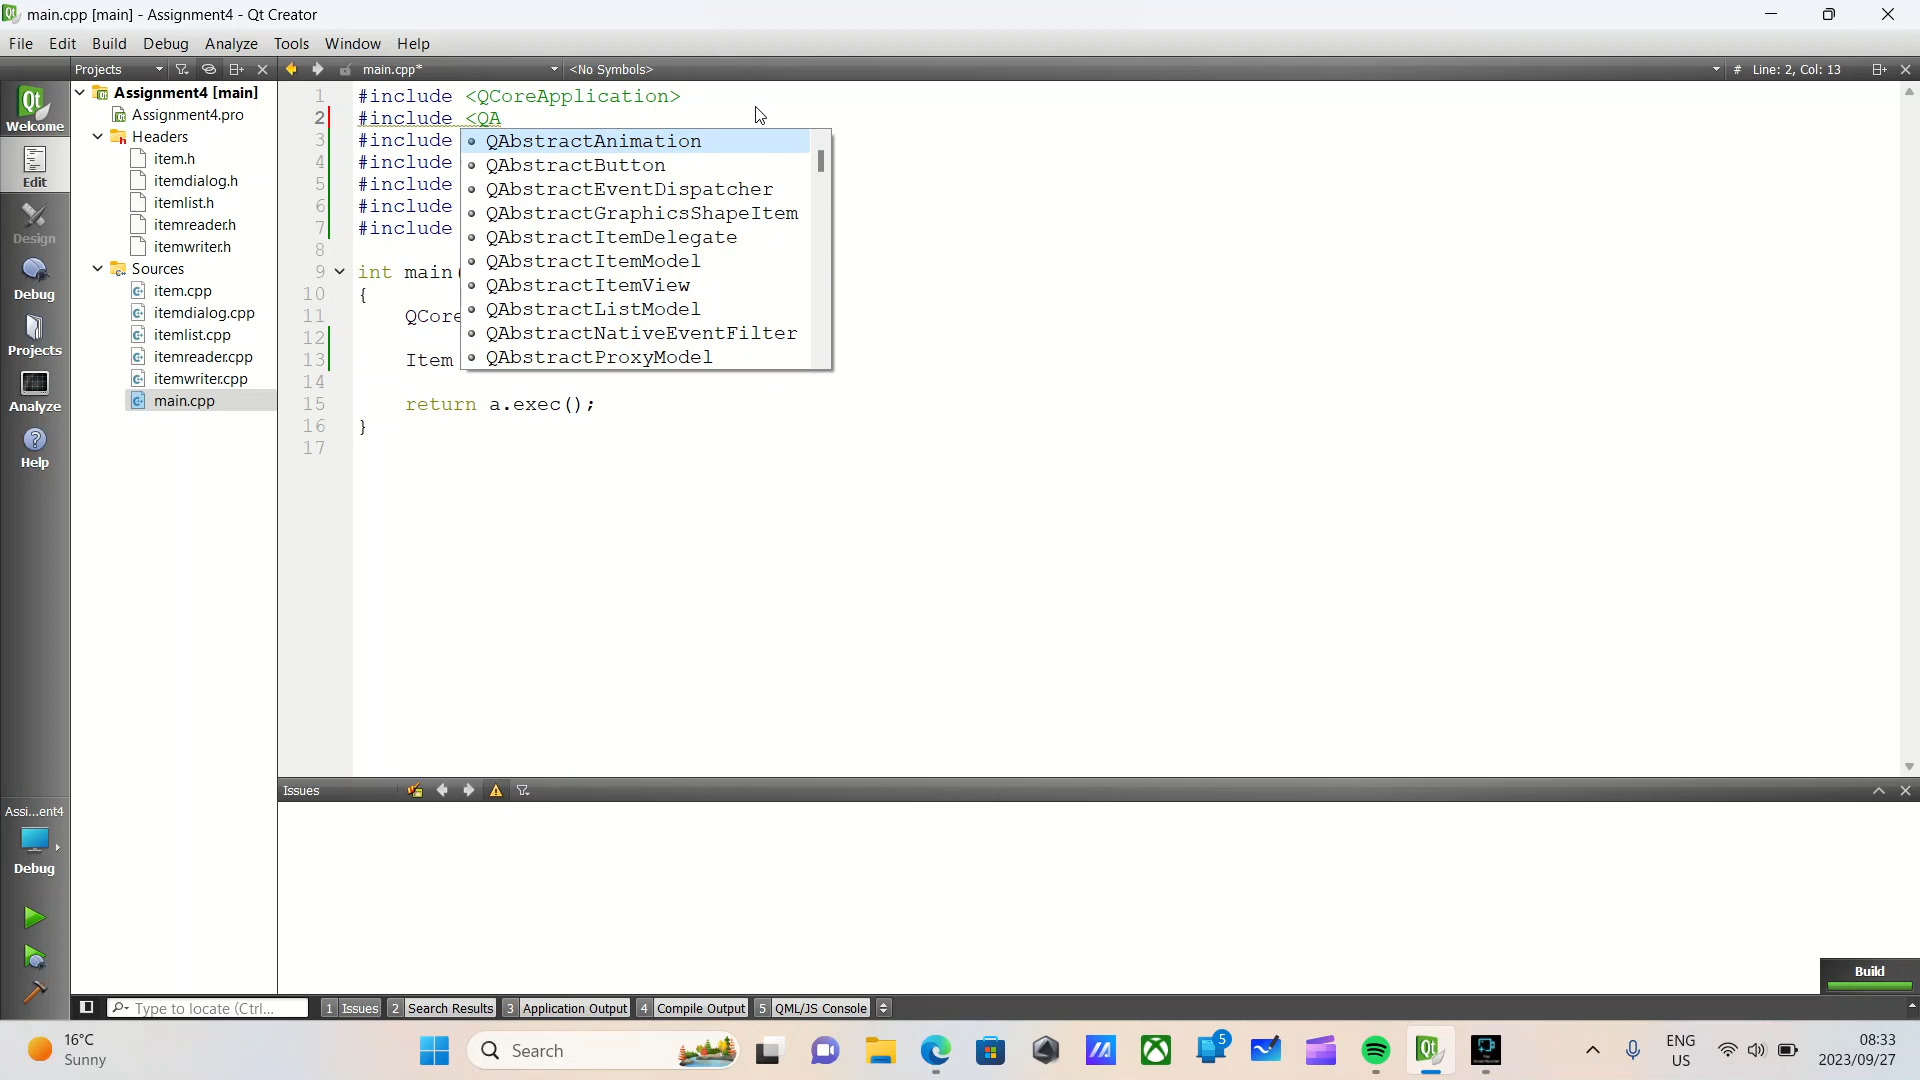 main.cpp [main] - Assignment4 - Qt Creator
File Edit Build Debug Analyze Tools Window Help
Projects main.cpp* <No Symbols> # Line: 2, Col: 13
Welcome
Edit
Design
Debug
Projects
Analyze
Help
Assignment4 [main]
Assignment4.pro
Headers
item.h
itemdialog.h
itemlist.h
itemreader.h
itemwriter.h
Sources
item.cpp
itemdialog.cpp
itemlist.cpp
itemreader.cpp
itemwriter.cpp
main.cpp
1 #include <QCoreApplication>
2 #include <QA
3 #include
4 #include
5 #include
6 #include
7 #include
8
9 int main(
10 {
11 QCore
12
13 Item
14
15 return a.exec();
16 }
17
QAbstractAnimation
QAbstractButton
QAbstractEventDispatcher
QAbstractGraphicsShapeItem
QAbstractItemDelegate
QAbstractItemModel
QAbstractItemView
QAbstractListModel
QAbstractNativeEventFilter
QAbstractProxyModel
Issues
Assi...ent4
Debug
Build
Type to locate (Ctrl... 1 Issues 2 Search Results 3 Application Output 4 Compile Output 5 QML/JS Console
16°C
Sunny
Search
5
ENG
US
08:33
2023/09/27